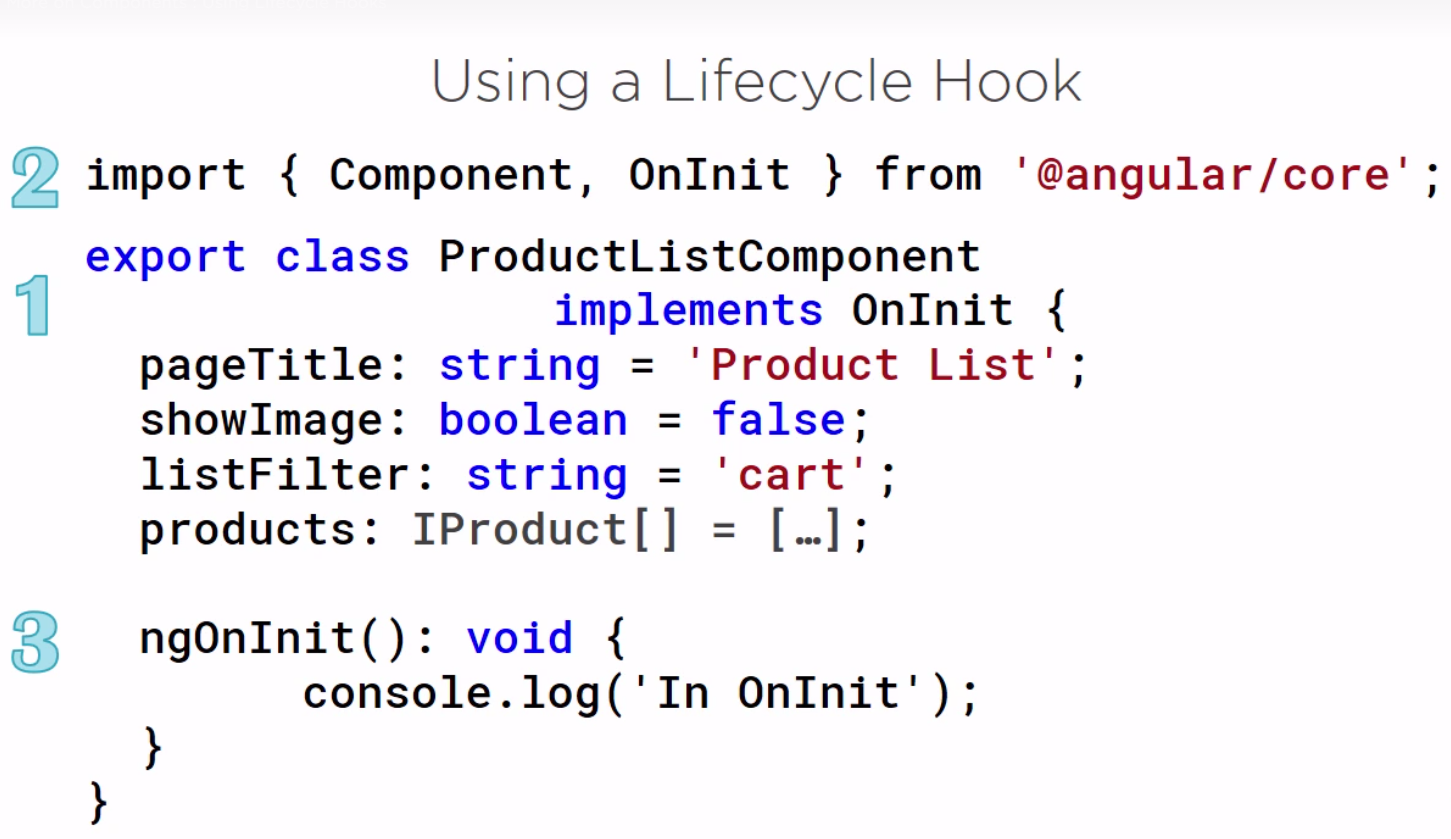 Using a Lifecycle Hook
2 import { Component, OnInit } from '@angular/core';
export class ProductListComponent
1 implements OnInit {
pageTitle: string = 'Product List';
showImage: boolean = false;
listFilter: string = 'cart';
products: IProduct[] = […];
3 ngOnInit(): void {
console.log('In OnInit');
}
}